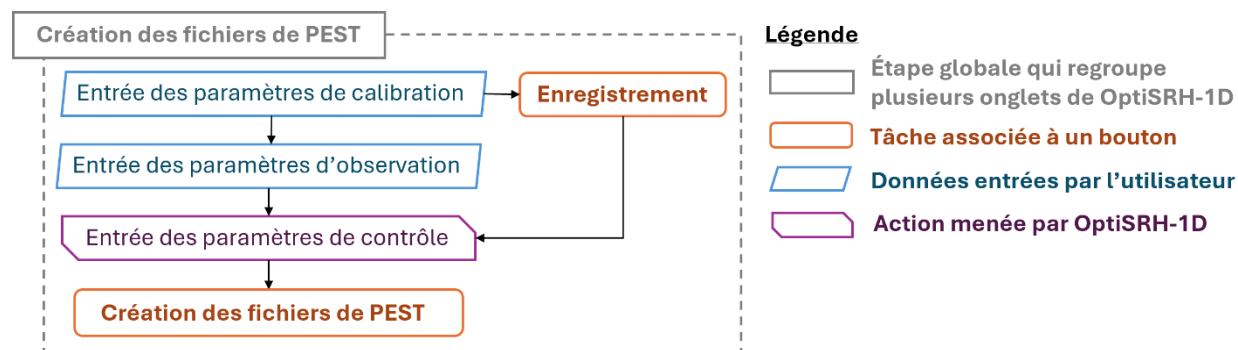 Création des fichiers de PEST
Entrée des paramètres de calibration
Enregistrement
Entrée des paramètres d’observation
Entrée des paramètres de contrôle
Création des fichiers de PEST
Légende
Étape globale qui regroupe
plusieurs onglets de OptiSRH-1D
Tâche associée à un bouton
Données entrées par l’utilisateur
Action menée par OptiSRH-1D